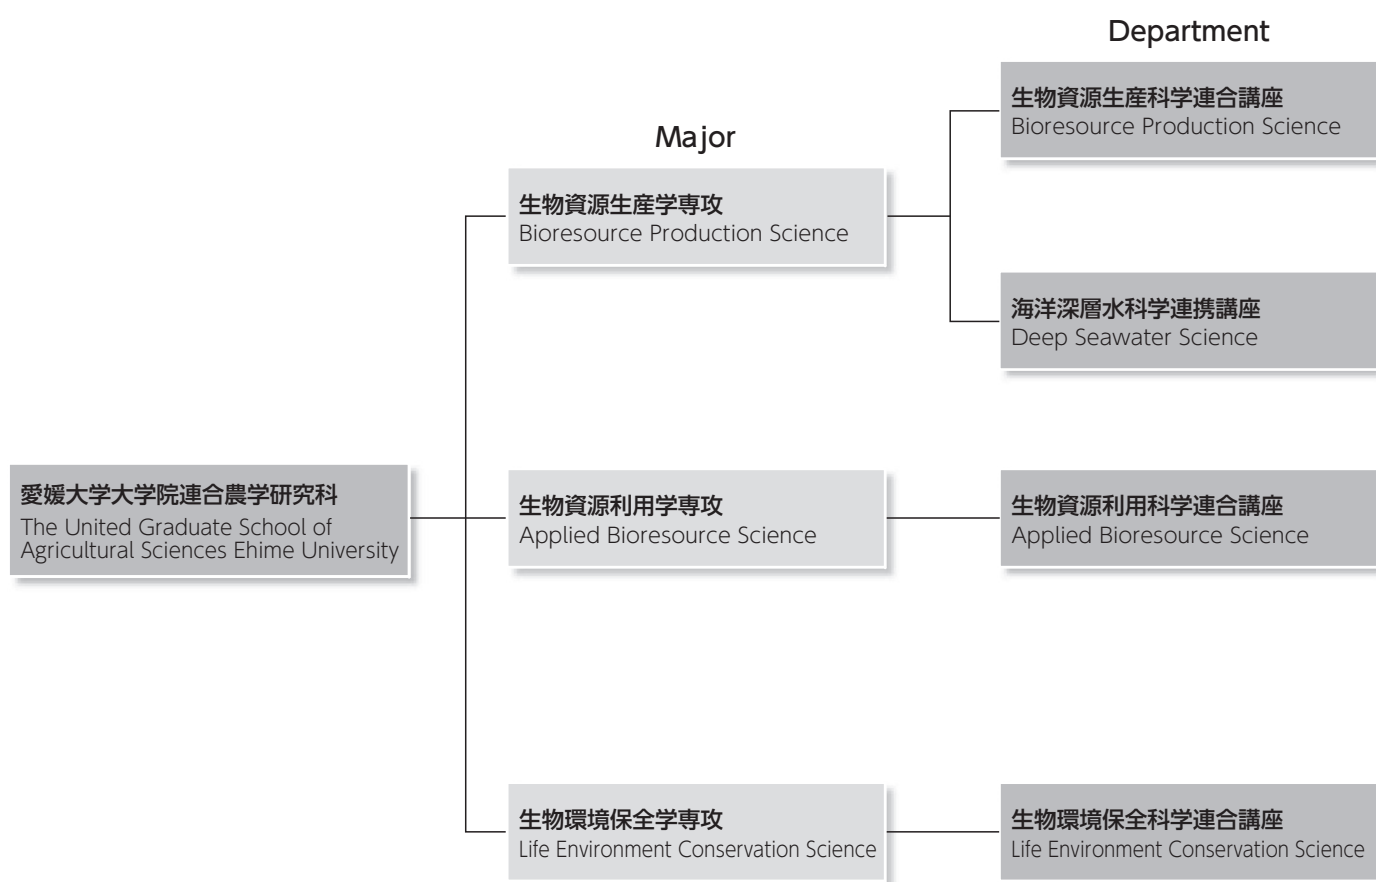 Department
生物資源生産科学連合講座
Bioresource Production Science
Major
生物資源生産学専攻
Bioresource Production Science
海洋深層水科学連携講座
Deep Seawater Science
愛媛大学大学院連合農学研究科
The United Graduate School of
Agricultural Sciences Ehime University
生物資源利用学専攻
Applied Bioresource Science
生物資源利用科学連合講座
Applied Bioresource Science
生物環境保全学専攻
Life Environment Conservation Science
生物環境保全科学連合講座
Life Environment Conservation Science